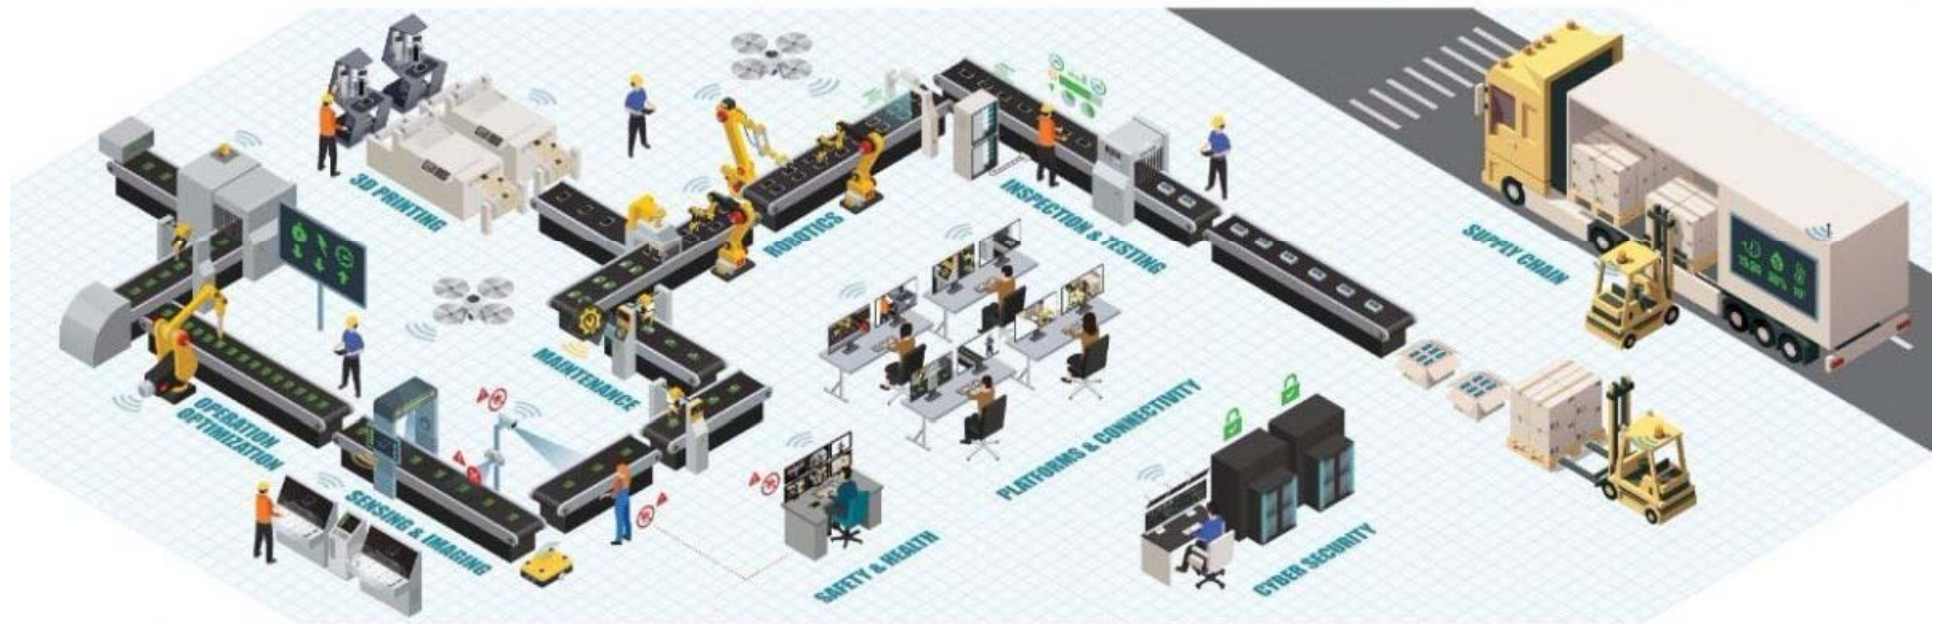 3D PRINTING
ROBOTICS
INSPECTION & TESTING
SUPPLY CHAIN
MAINTENANCE
OPERATION
OPTIMIZATION
SENSING & IMAGING
PLATFORMS & CONNECTIVITY
SAFETY & HEALTH
CYBER SECURITY